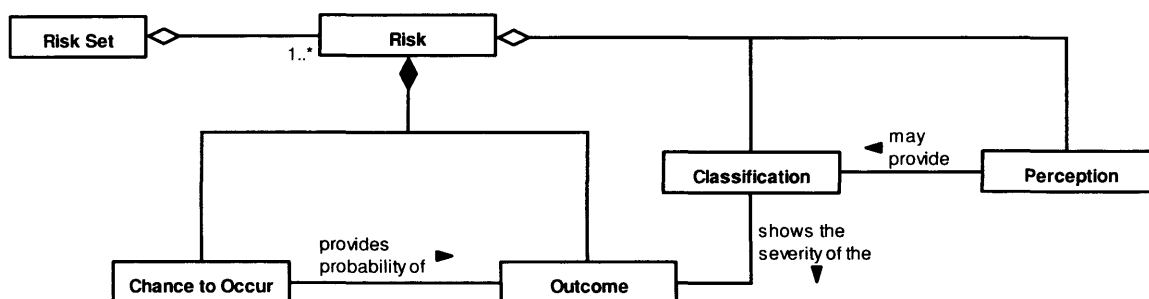 Risk Set
Risk
1..*
may
provide
Classification
Perception
shows the
severity of the
provides
probability of
Chance to Occur
Outcome